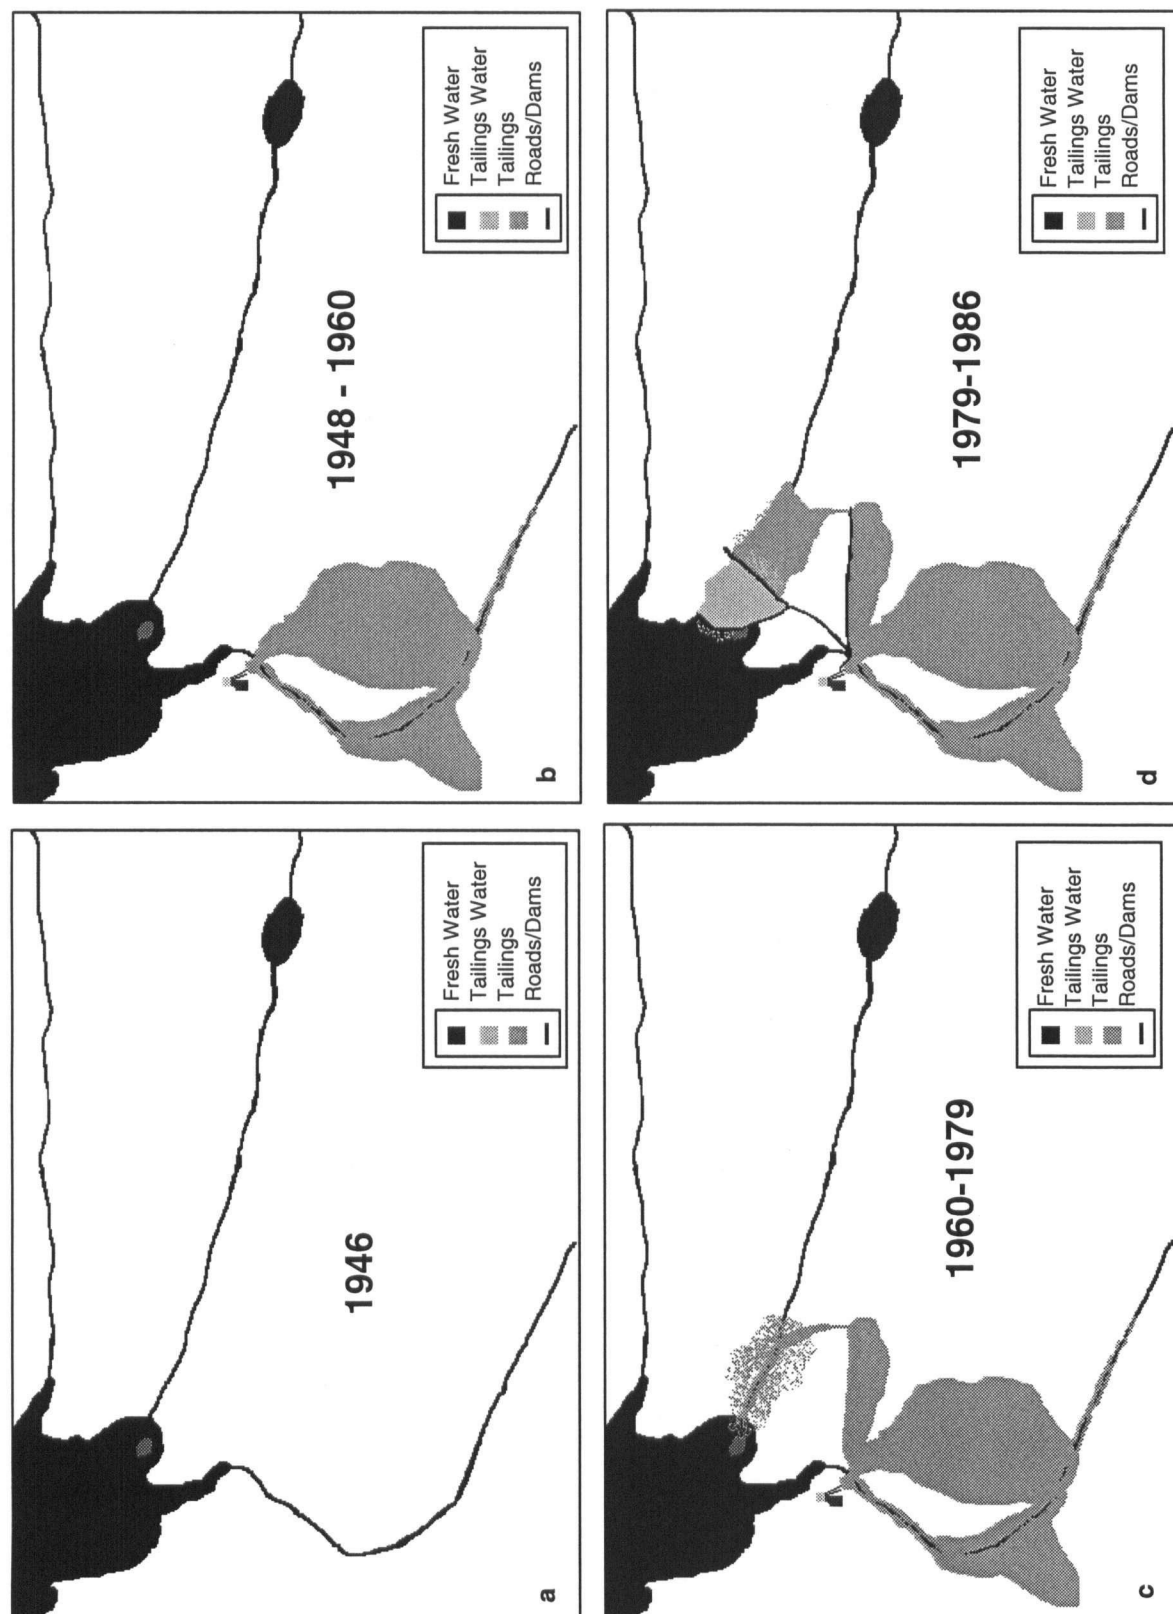 1946
Fresh Water
Tailings Water
Tailings
Roads/Dams
a
1948 - 1960
Fresh Water
Tailings Water
Tailings
Roads/Dams
b
1960-1979
Fresh Water
Tailings Water
Tailings
Roads/Dams
c
1979-1986
Fresh Water
Tailings Water
Tailings
Roads/Dams
d